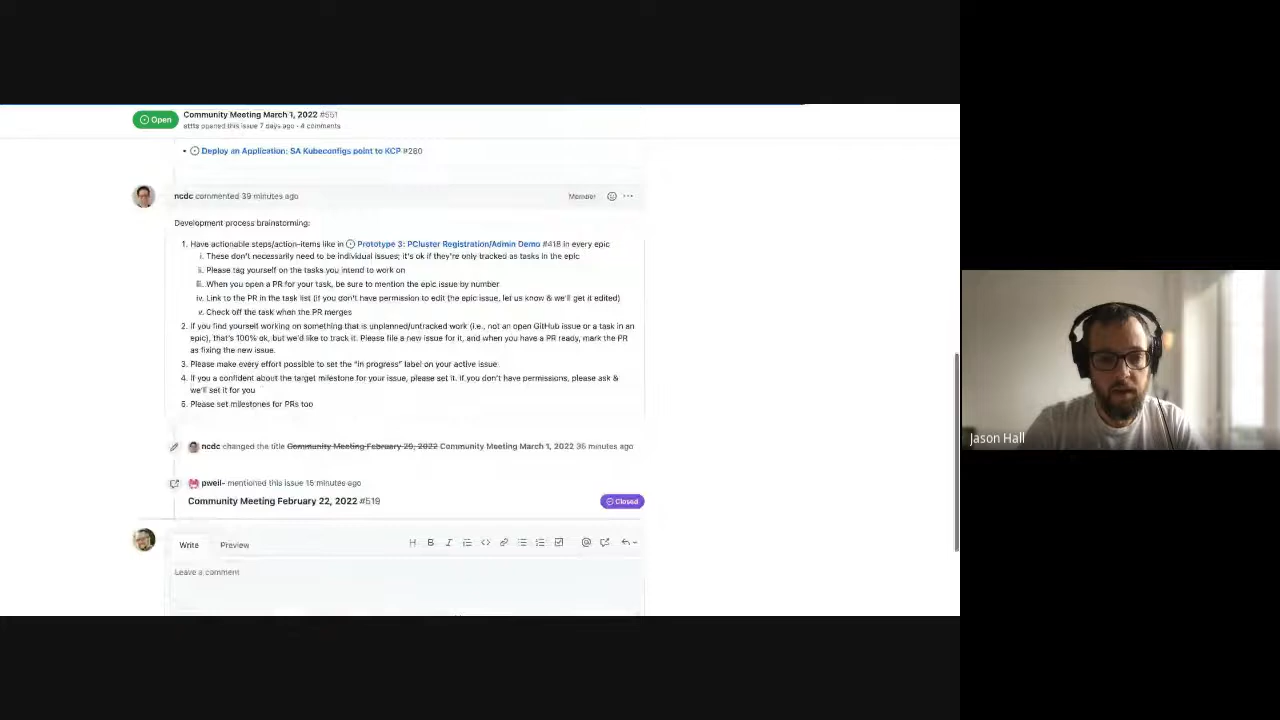 Open
Community Meeting March 1, 2022 #551
sttts opened this issue 7 days ago · 4 comments
• Deploy an Application: SA Kubeconfigs point to KCP #280
ncdc commented 39 minutes ago
Member
Development process brainstorming:
1. Have actionable steps/action-items like in Prototype 3: PCluster Registration/Admin Demo #418 in every epic
i. These don't necessarily need to be individual issues; it's ok if they're only tracked as tasks in the epic
ii. Please tag yourself on the tasks you intend to work on
iii. When you open a PR for your task, be sure to mention the epic issue by number
iv. Link to the PR in the task list (if you don't have permission to edit the epic issue, let us know & we'll get it edited)
v. Check off the task when the PR merges
2. If you find yourself working on something that is unplanned/untracked work (i.e., not an open GitHub issue or a task in an
epic), that's 100% ok, but we'd like to track it. Please file a new issue for it, and when you have a PR ready, mark the PR
as fixing the new issue.
3. Please make every effort possible to set the "in progress" label on your active issue
4. If you a confident about the target milestone for your issue, please set it. If you don't have permissions, please ask &
we'll set it for you
5. Please set milestones for PRs too
ncdc changed the title Community Meeting February 29, 2022 Community Meeting March 1, 2022 35 minutes ago
pweil- mentioned this issue 15 minutes ago
Community Meeting February 22, 2022 #519
Closed
Write
Preview
Leave a comment
Jason Hall